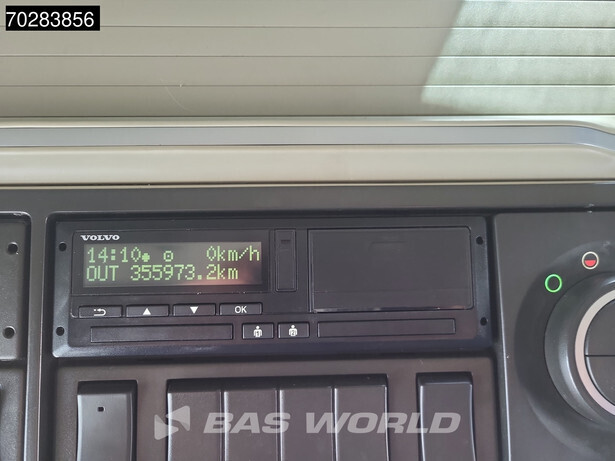 70283856
VOLVO
14:10 0km/h
OUT 355973.2km
OK
BAS WORLD